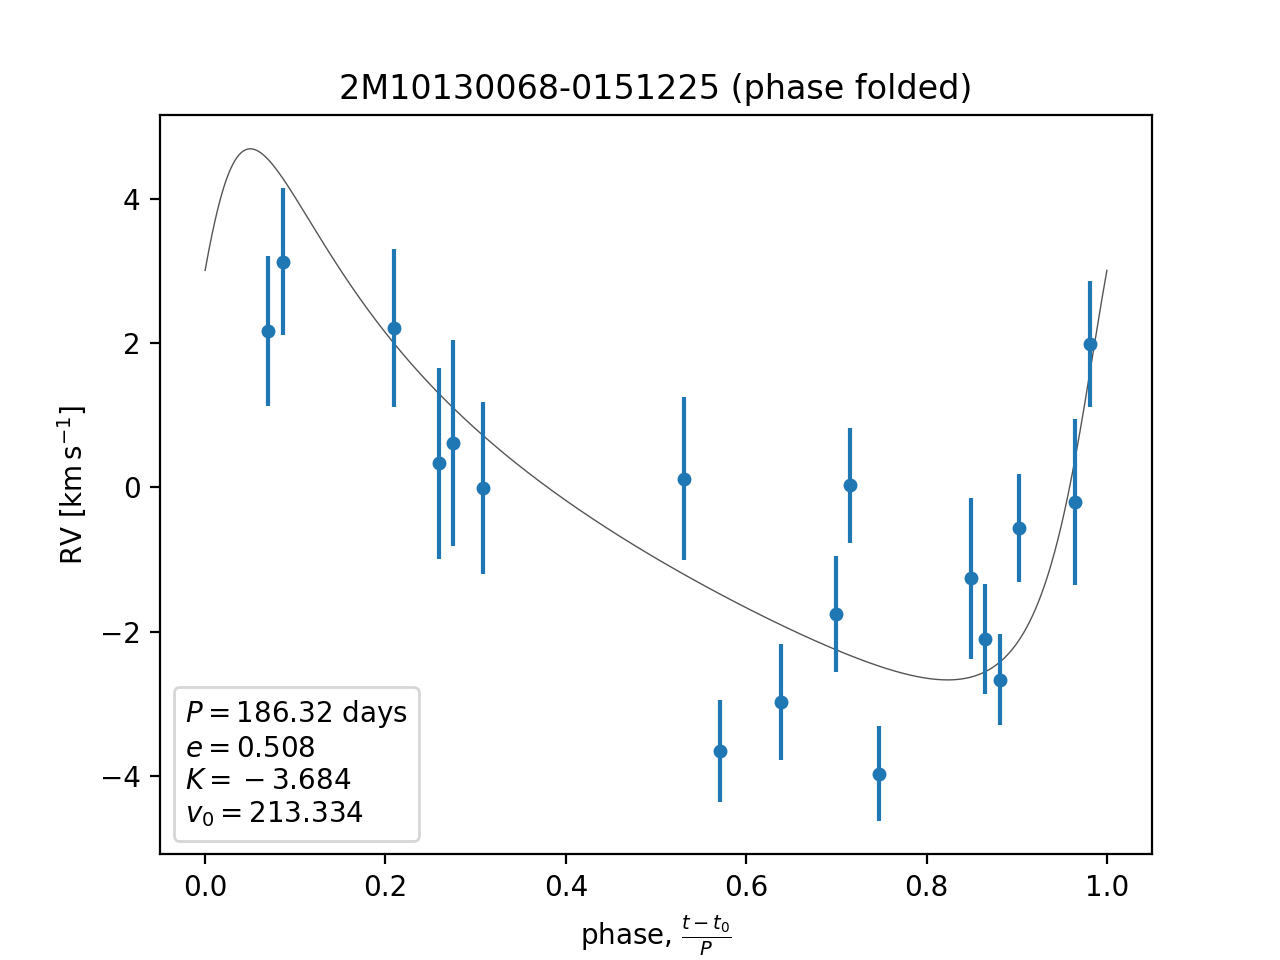 2M10130068-0151225 (phase folded)
RV [km s⁻¹]
4
2
0
−2
−4
P = 186.32 days
e = 0.508
K = −3.684
v₀ = 213.334
0.0 0.2 0.4 0.6 0.8 1.0
phase, (t − t₀)/P